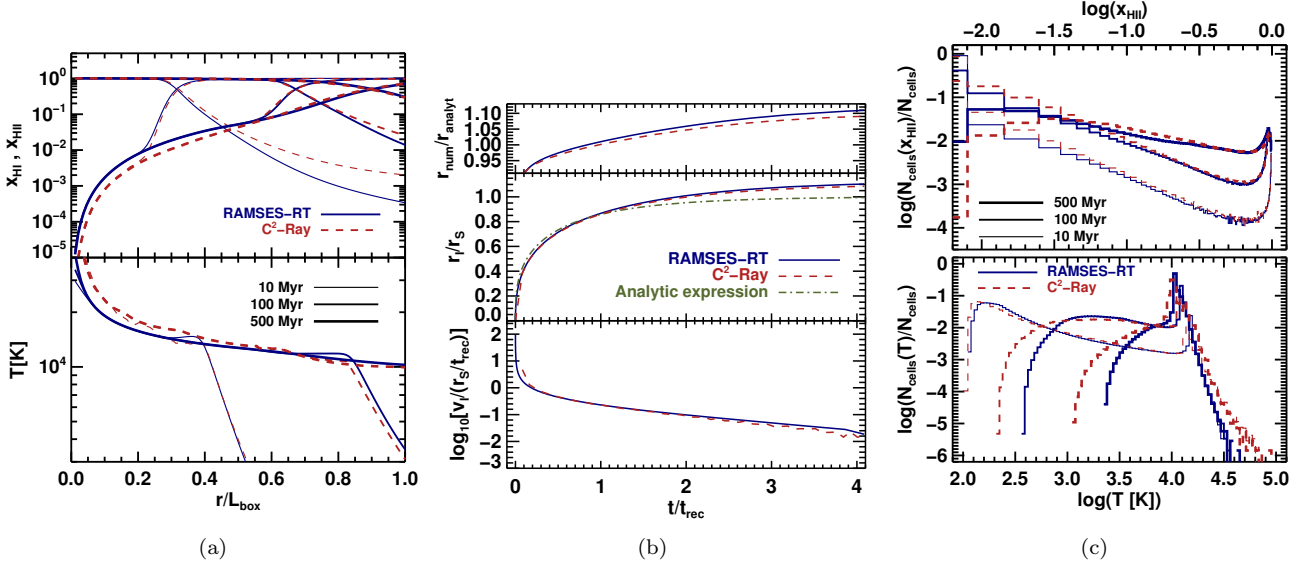 10⁰
10⁻¹
10⁻²
10⁻³
10⁻⁴
10⁻⁵
x_HI , x_HII
RAMSES-RT
C²-Ray
10 Myr
100 Myr
500 Myr
10⁴
T[K]
0.0 0.2 0.4 0.6 0.8 1.0
r/L_box
(a)
1.10
1.05
1.00
0.95
r_num/r_analyt
1.0
0.8
0.6
0.4
0.2
0.0
r_I/r_S
RAMSES-RT
C²-Ray
Analytic expression
2
1
0
-1
-2
-3
log₁₀[v_I/(r_S/t_rec)]
0 1 2 3 4
t/t_rec
(b)
log(x_HII)
-2.0 -1.5 -1.0 -0.5 0.0
0
-1
-2
-3
-4
log(N_cells(x_HII)/N_cells)
500 Myr
100 Myr
10 Myr
0
-1
-2
-3
-4
-5
-6
log(N_cells(T)/N_cells)
RAMSES-RT
C²-Ray
2.0 2.5 3.0 3.5 4.0 4.5 5.0
log(T [K])
(c)